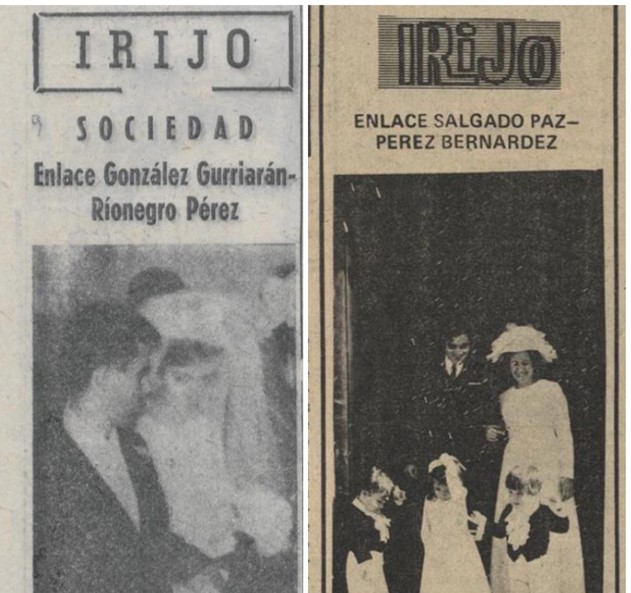 IRIJO
SOCIEDAD
Enlace González Gurriarán-
Ríonegro Pérez
IRiJo
ENLACE SALGADO PAZ-
PEREZ BERNARDEZ